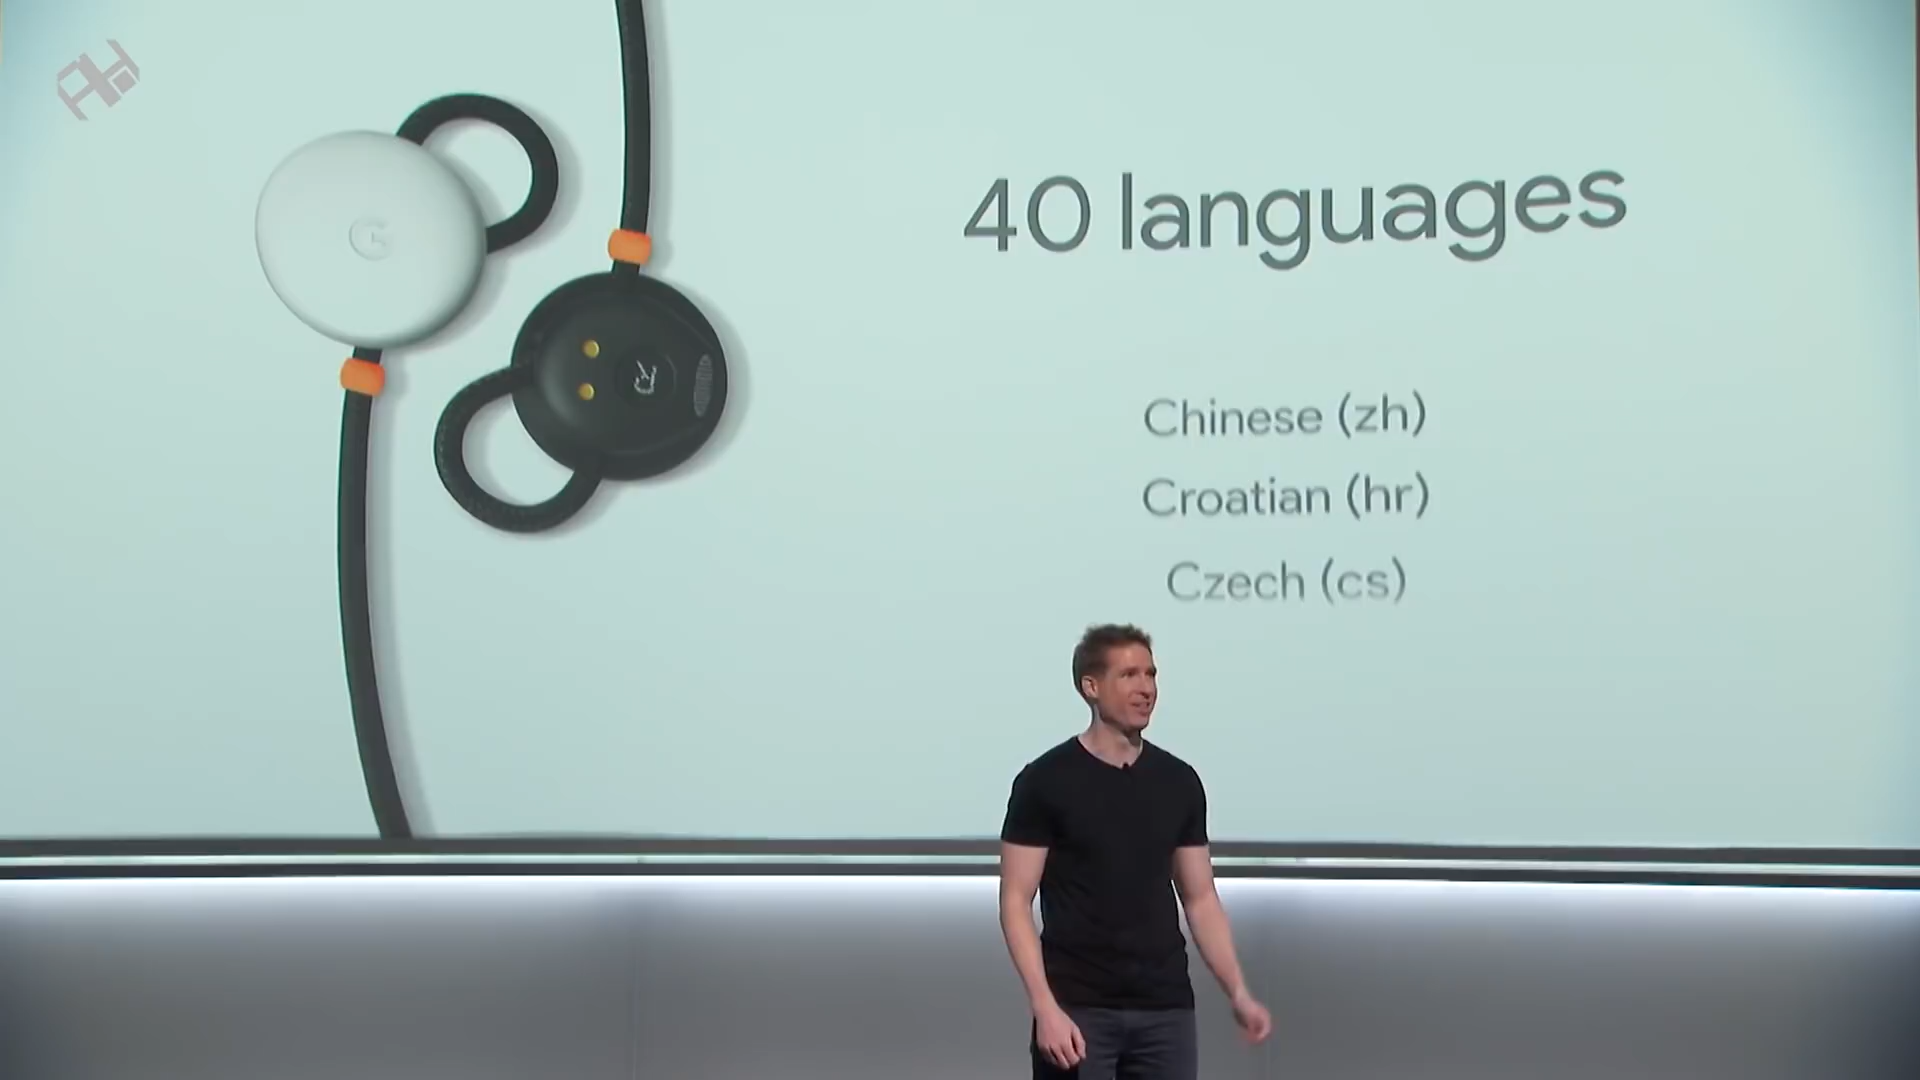 40 languages
Chinese (zh)
Croatian (hr)
Czech (cs)
G